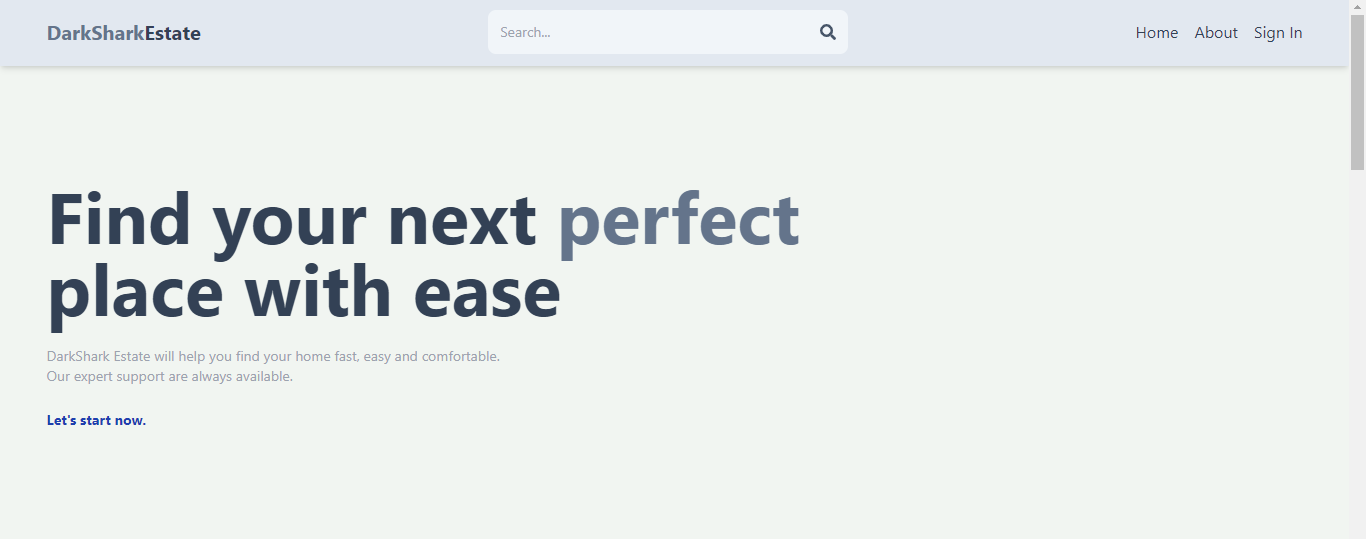 DarkSharkEstate
Search...
Home About Sign In
Find your next perfect
place with ease
DarkShark Estate will help you find your home fast, easy and comfortable.
Our expert support are always available.
Let's start now.